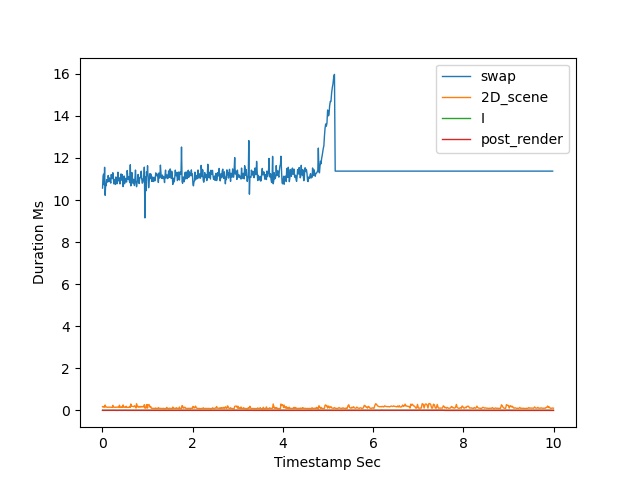 16
14
12
10
8
6
4
2
0
Duration Ms
swap
2D_scene
I
post_render
0 2 4 6 8 10
Timestamp Sec